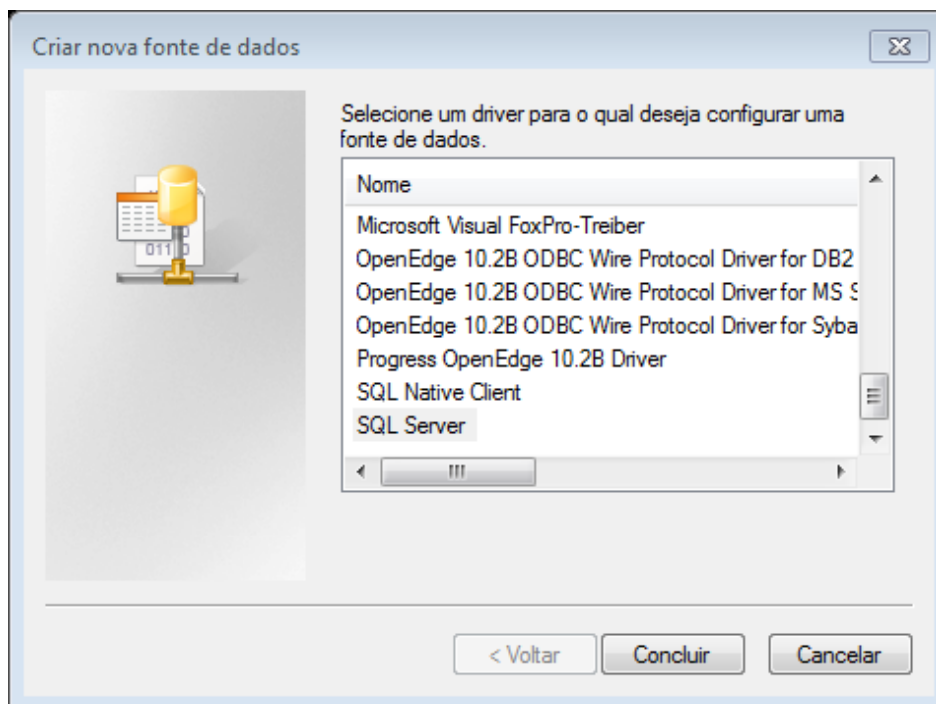 Criar nova fonte de dados
Selecione um driver para o qual deseja configurar uma
fonte de dados.
Nome
Microsoft Visual FoxPro-Treiber
OpenEdge 10.2B ODBC Wire Protocol Driver for DB2
OpenEdge 10.2B ODBC Wire Protocol Driver for MS S
OpenEdge 10.2B ODBC Wire Protocol Driver for Syba
Progress OpenEdge 10.2B Driver
SQL Native Client
SQL Server
< Voltar
Concluir
Cancelar